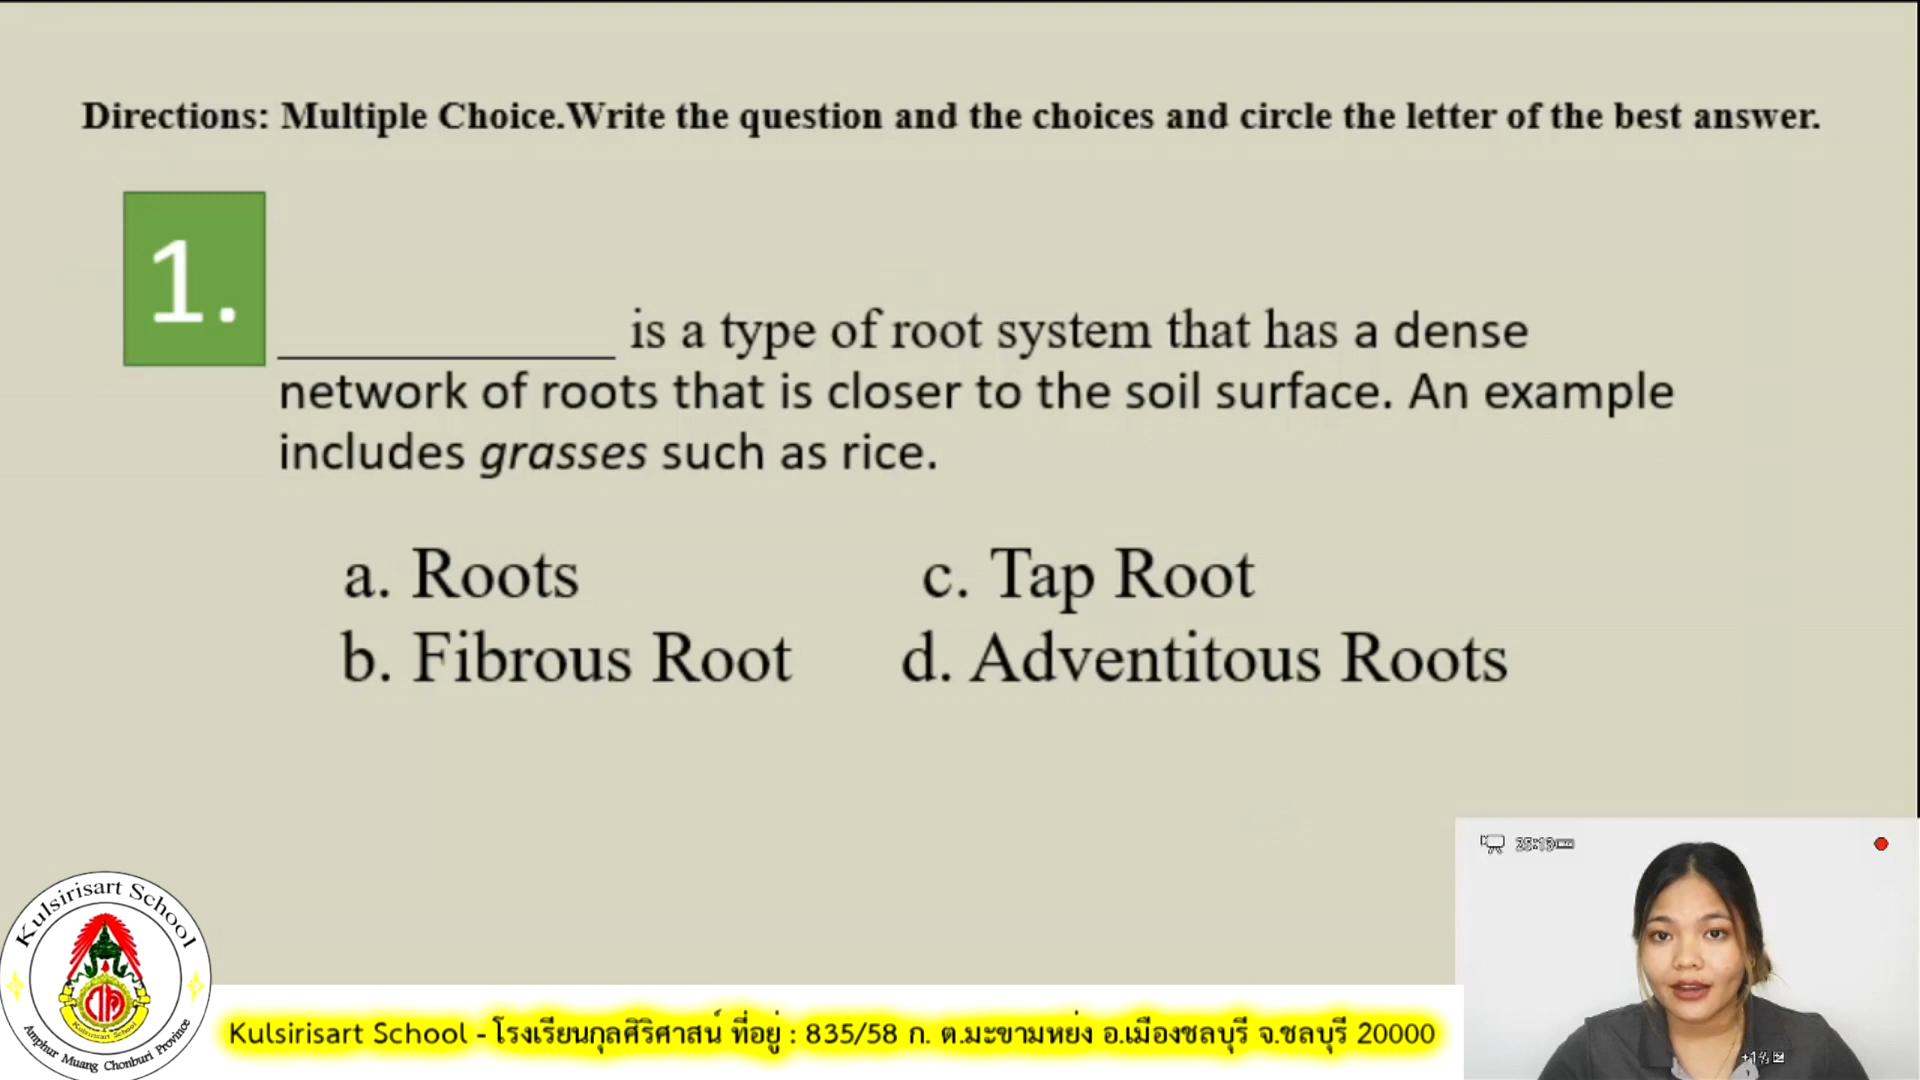 Directions: Multiple Choice.Write the question and the choices and circle the letter of the best answer.
1.
____________ is a type of root system that has a dense
network of roots that is closer to the soil surface. An example
includes grasses such as rice.
a. Roots
c. Tap Root
b. Fibrous Root
d. Adventitous Roots
Kulsirisart School
Amphur Muang Chonburi Province
Kulsirisart School - โรงเรียนกุลศิริศาสน์ ที่อยู่ : 835/58 ก. ต.มะขามหย่ง อ.เมืองชลบุรี จ.ชลบุรี 20000